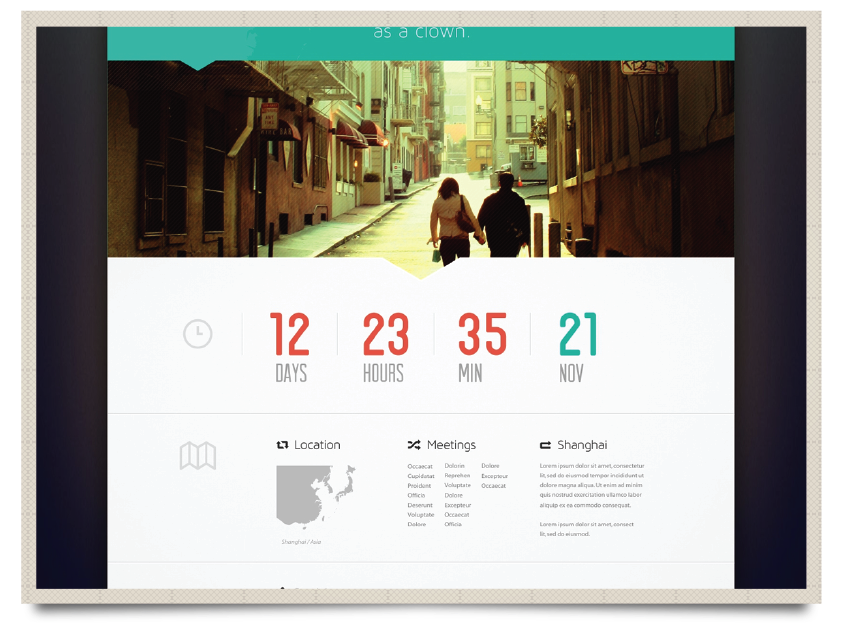 as a clown.
12
DAYS
23
HOURS
35
MIN
21
NOV
Location
Shanghai / Asia
Meetings
Occaecat
Cupidatat
Proident
Officia
Deserunt
Voluptate
Dolore
Dolorin
Reprehen
Voluptate
Dolore
Excepteur
Occaecat
Officia
Dolore
Excepteur
Occaecat
Shanghai
Lorem ipsum dolor sit amet, consectetur
lit, sed do eiusmod tempor incididunt ut
dolore magna aliqua. Ut enim ad minim
quis nostrud exercitation ullamco labor
aliquip ex ea commodo consequat.
Lorem ipsum dolor sit amet, consect
lit, sed do eiusmod.